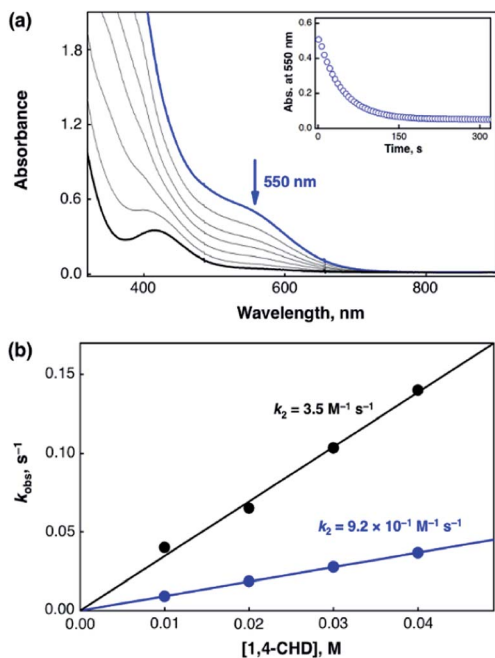 (a)
2.1
1.8
1.2
0.6
0.0
Absorbance
400
600
800
Wavelength, nm
550 nm
0.6
0.4
0.2
0.0
Abs. at 550 nm
0
150
300
Time, s
(b)
0.15
0.10
0.05
0.00
kobs, s⁻¹
k₂ = 3.5 M⁻¹ s⁻¹
k₂ = 9.2 × 10⁻¹ M⁻¹ s⁻¹
0.00
0.01
0.02
0.03
0.04
[1,4-CHD], M